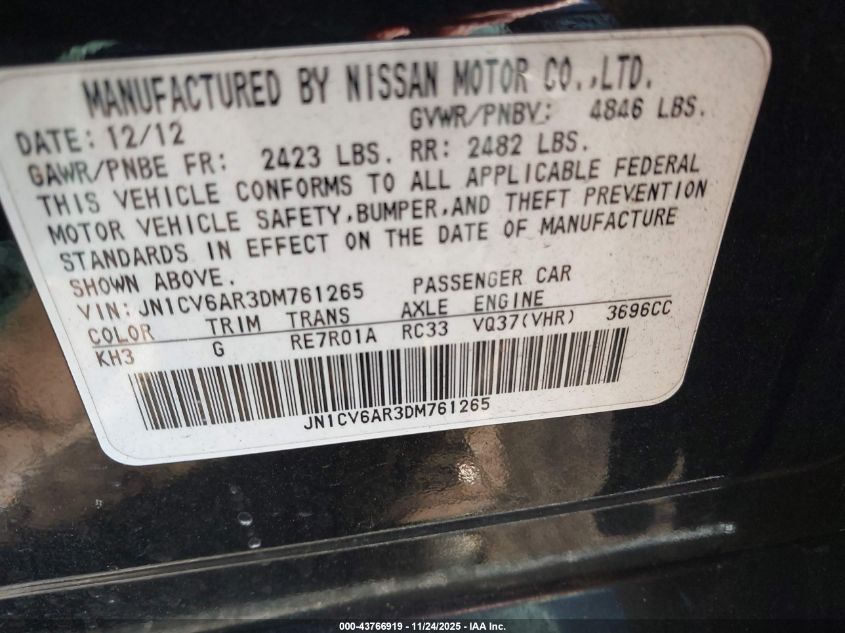 MANUFACTURED BY NISSAN MOTOR CO.,LTD.
DATE: 12/12 GVWR/PNBV: 4846 LBS.
GAWR/PNBE FR: 2423 LBS. RR: 2482 LBS.
THIS VEHICLE CONFORMS TO ALL APPLICABLE FEDERAL
MOTOR VEHICLE SAFETY,BUMPER,AND THEFT PREVENTION
STANDARDS IN EFFECT ON THE DATE OF MANUFACTURE
SHOWN ABOVE.
VIN: JN1CV6AR3DM761265 PASSENGER CAR
COLOR TRIM TRANS AXLE ENGINE
KH3 G RE7R01A RC33 VQ37(VHR) 3696CC
JN1CV6AR3DM761265
000-43766919 | 11/24/2025 - IAA Inc.